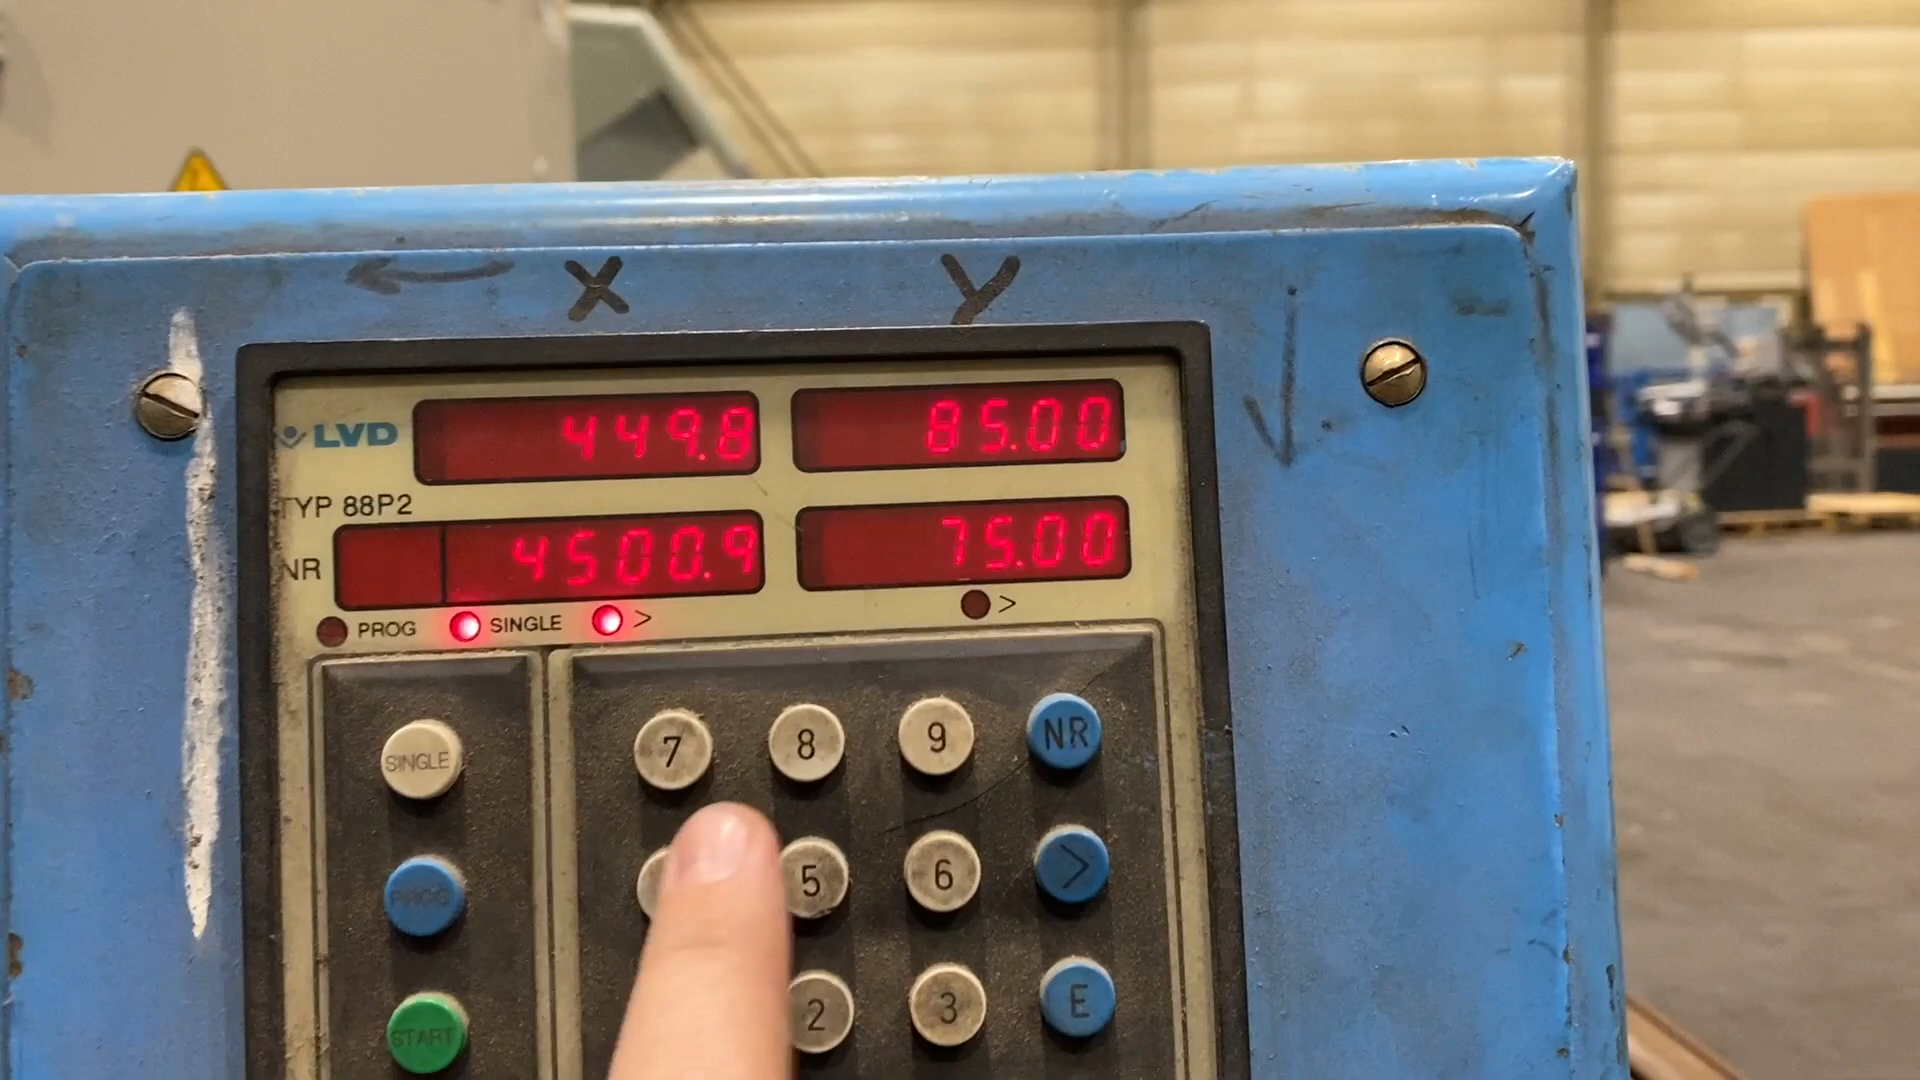 X Y
LVD 449.8 85.00
TYP 88P2
NR 4500.9 75.00
PROG SINGLE > >
7 8 9 NR
SINGLE
5 6 >
PROG
2 3 E
START